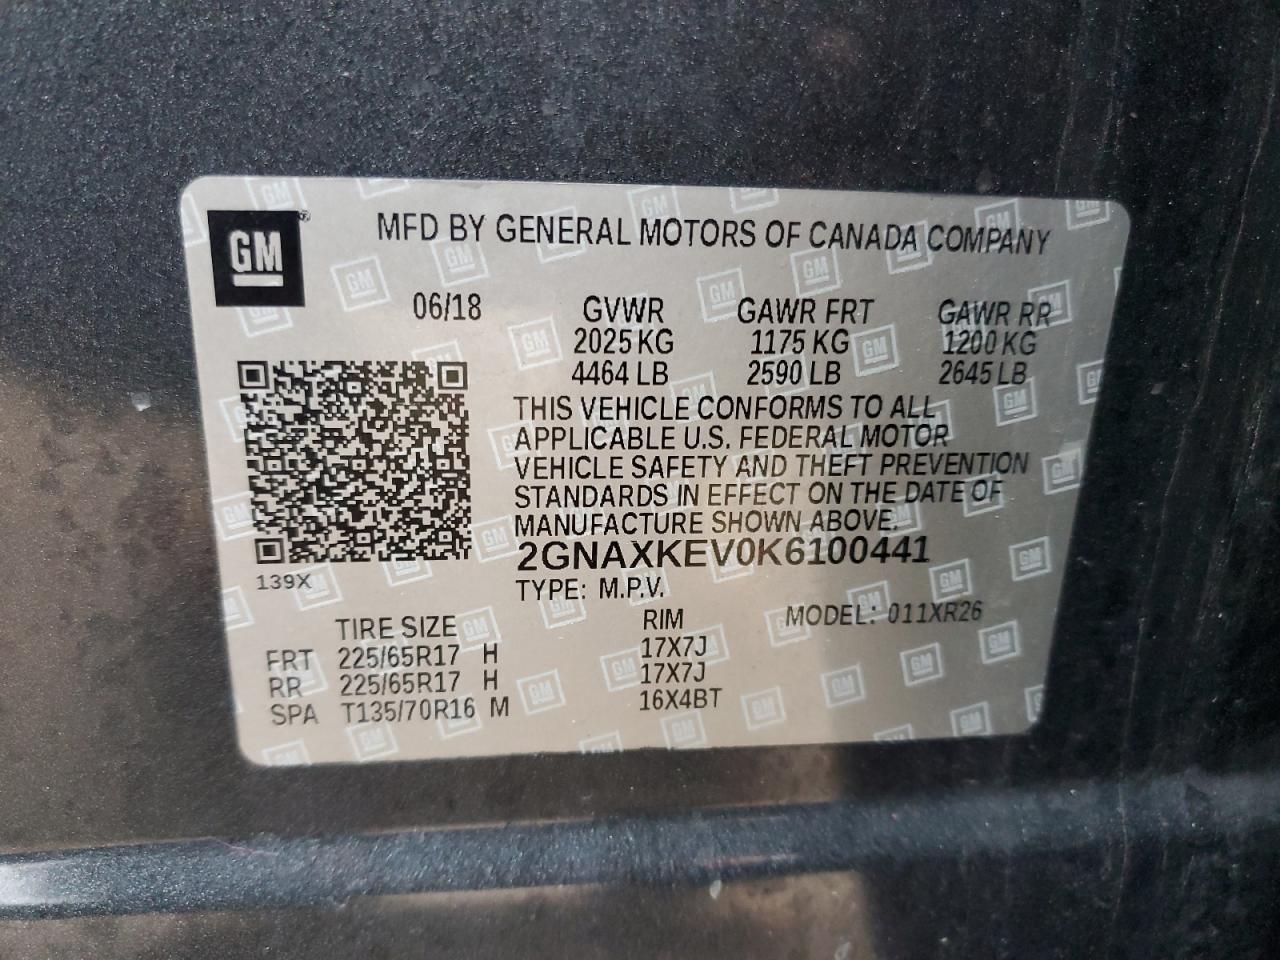 GM
MFD BY GENERAL MOTORS OF CANADA COMPANY
06/18 GVWR GAWR FRT GAWR RR
2025 KG 1175 KG 1200 KG
4464 LB 2590 LB 2645 LB
THIS VEHICLE CONFORMS TO ALL
APPLICABLE U.S. FEDERAL MOTOR
VEHICLE SAFETY AND THEFT PREVENTION
STANDARDS IN EFFECT ON THE DATE OF
MANUFACTURE SHOWN ABOVE.
2GNAXKEV0K6100441
139X
TYPE: M.P.V.
TIRE SIZE RIM MODEL: 011XR26
FRT 225/65R17 H 17X7J
RR 225/65R17 H 17X7J
SPA T135/70R16 M 16X4BT